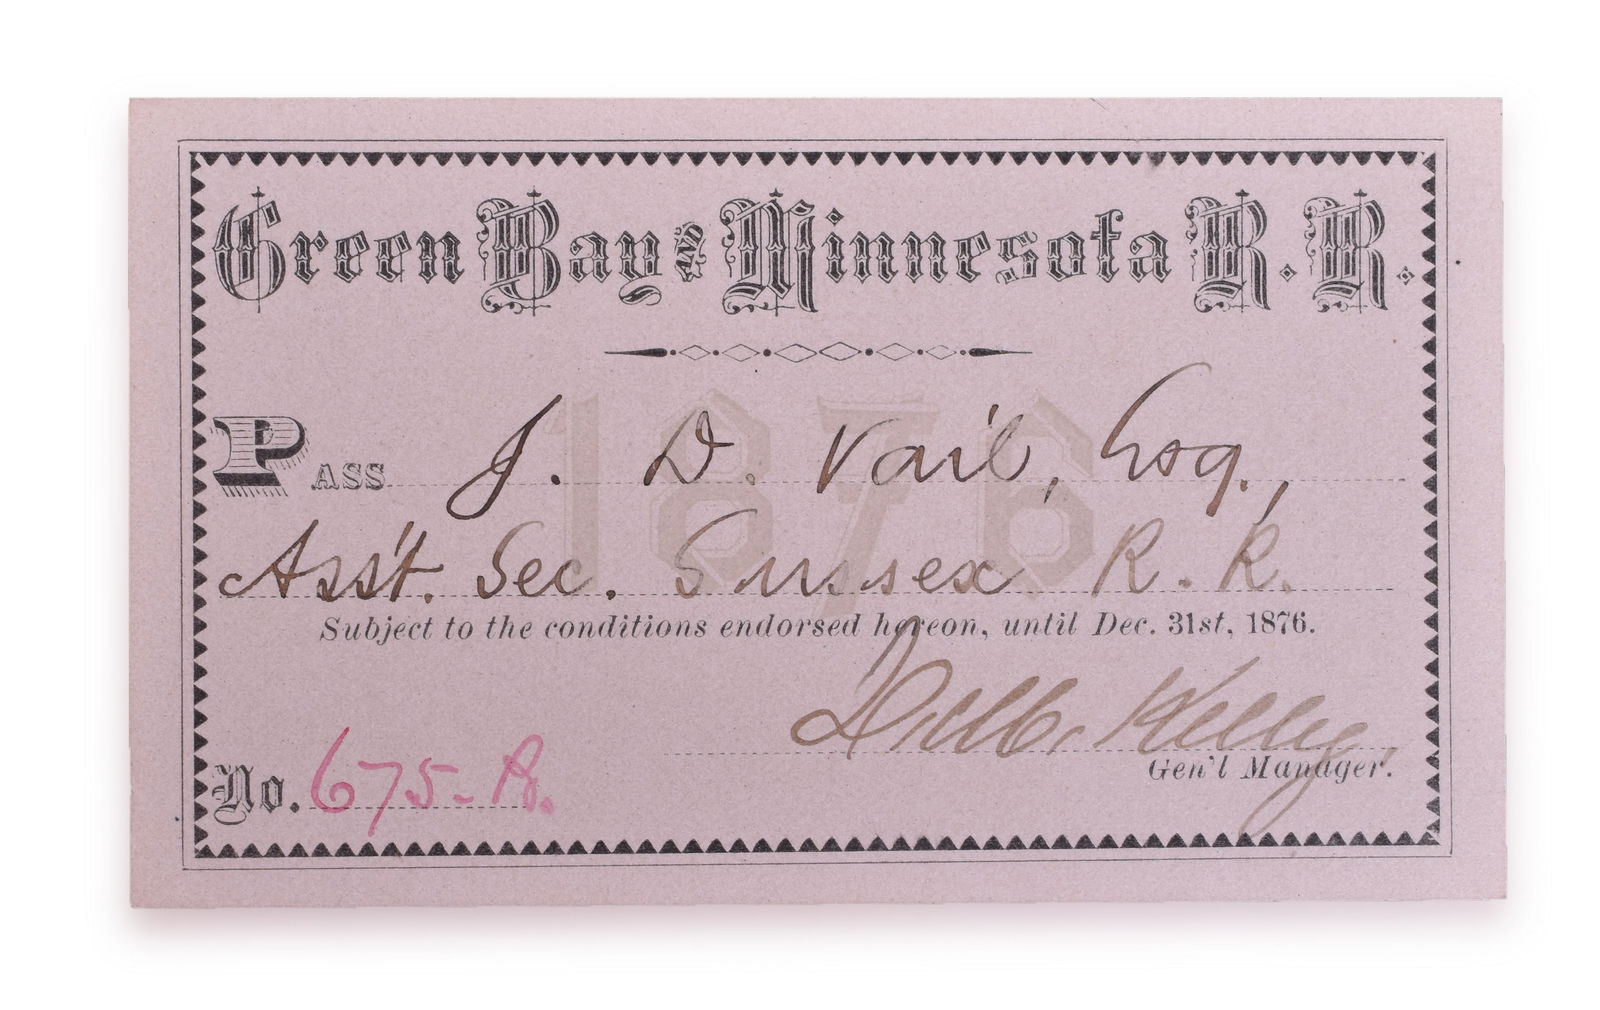 Green Bay AND Minnesota R. R.
1876
PASS J. D. Vail, Esq.,
Ass't. Sec. Sussex R. R.
Subject to the conditions endorsed hereon, until Dec. 31st, 1876.
Kelly,
Gen'l Manager.
No. 675-A.